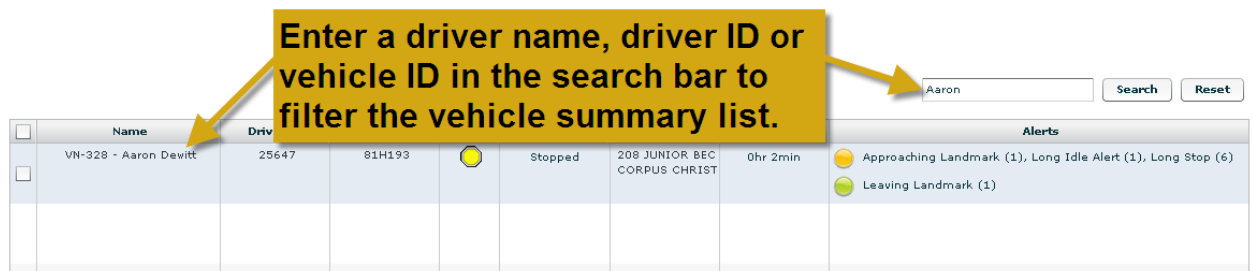 Enter a driver name, driver ID or
vehicle ID in the search bar to
filter the vehicle summary list.
Aaron Search Reset
Name Alerts
VN-328 - Aaron Dewitt 25647 81H193 Stopped 208 JUNIOR BEC 0hr 2min Approaching Landmark (1), Long Idle Alert (1), Long Stop (6)
CORPUS CHRIST
Leaving Landmark (1)